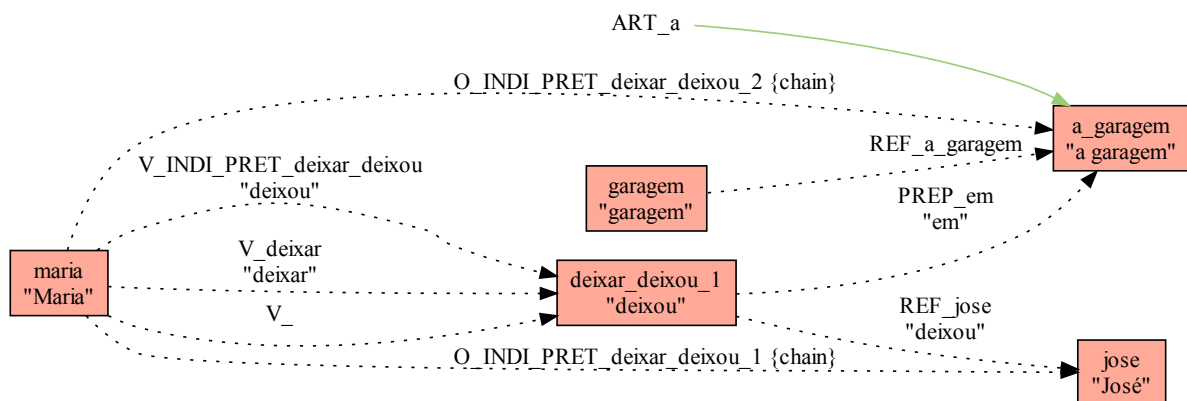 ART_a
O_INDI_PRET_deixar_deixou_2 {chain}
a_garagem
"a garagem"
REF_a_garagem
V_INDI_PRET_deixar_deixou
"deixou"
garagem
"garagem"
PREP_em
"em"
V_deixar
"deixar"
maria
"Maria"
deixar_deixou_1
"deixou"
V_
REF_jose
"deixou"
O_INDI_PRET_deixar_deixou_1 {chain}
jose
"José"